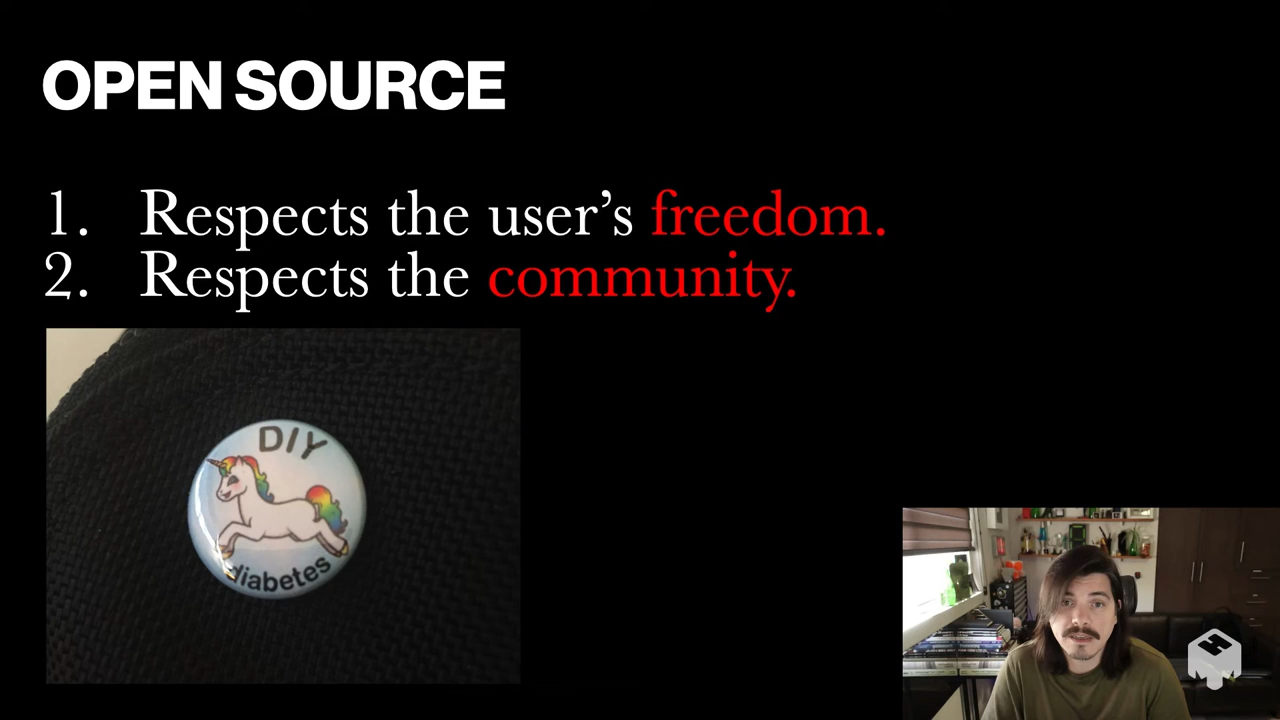 OPEN SOURCE
1. Respects the user’s freedom.
2. Respects the community.
DIY
diabetes